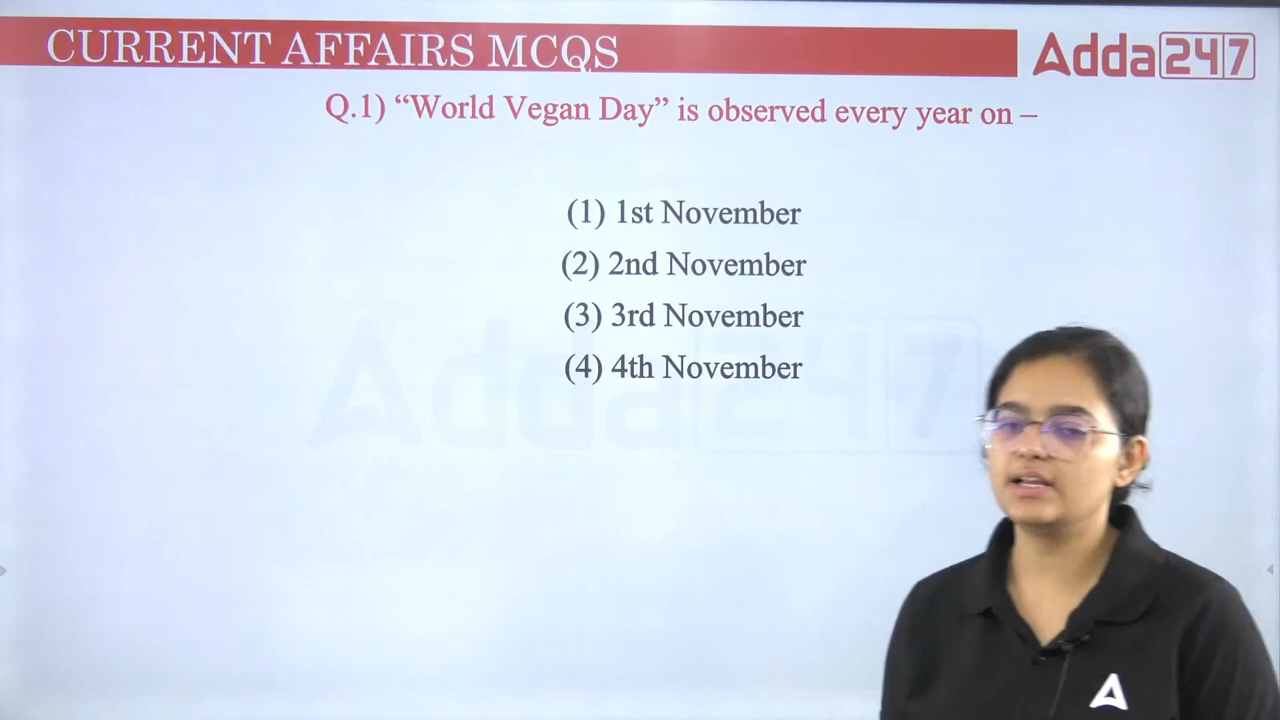 CURRENT AFFAIRS MCQS
Adda247
Q.1) “World Vegan Day” is observed every year on –
(1) 1st November
(2) 2nd November
(3) 3rd November
(4) 4th November
Adda247